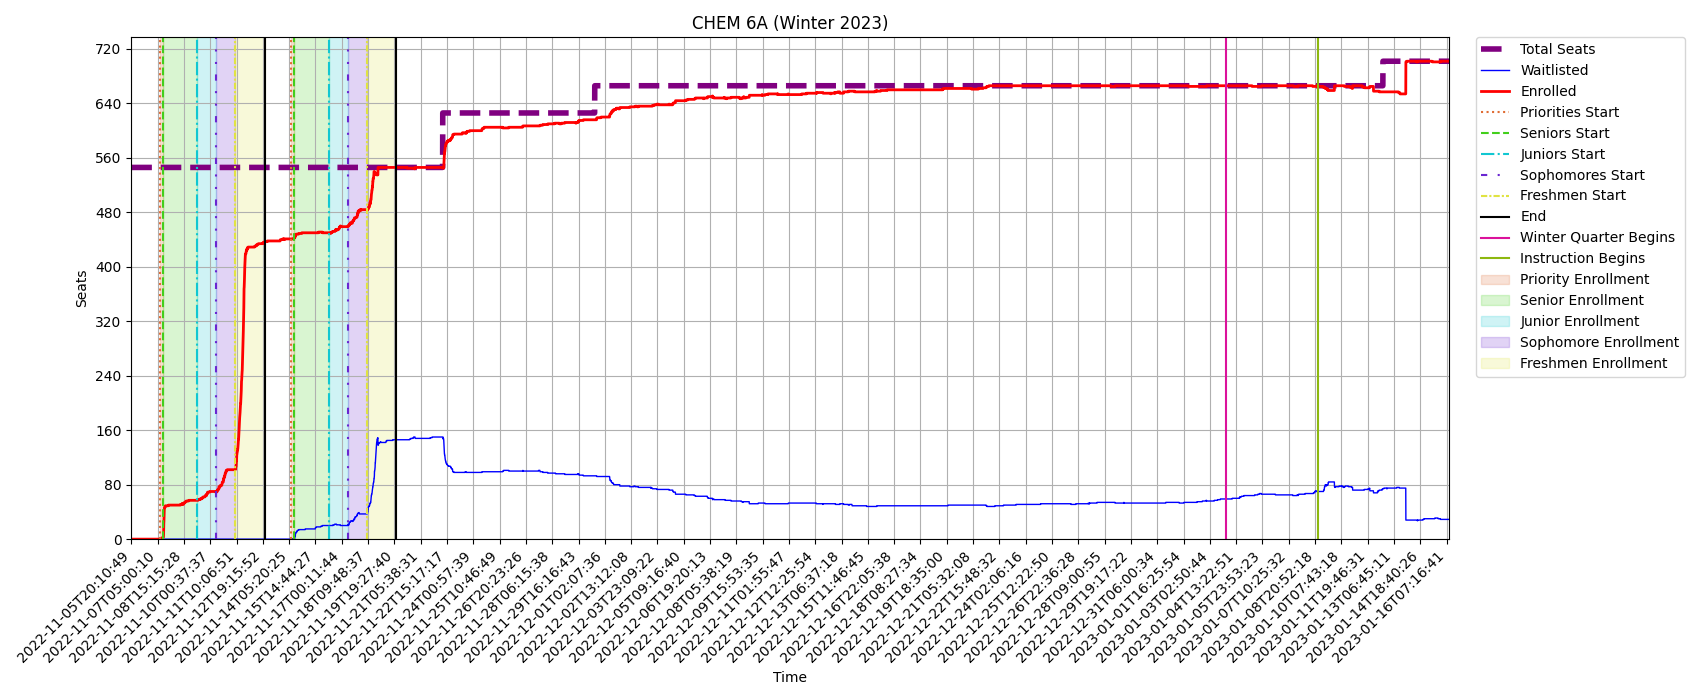 CHEM 6A (Winter 2023)
720
640
560
480
400
320
240
160
80
0
Seats
2022-11-05T20:10:49
2022-11-07T05:00:10
2022-11-08T15:15:28
2022-11-10T00:37:37
2022-11-11T10:06:51
2022-11-12T19:15:52
2022-11-14T05:20:25
2022-11-15T14:44:27
2022-11-17T00:11:44
2022-11-18T09:48:37
2022-11-19T19:27:40
2022-11-21T05:38:31
2022-11-22T15:17:17
2022-11-24T00:57:39
2022-11-25T10:46:49
2022-11-26T20:23:26
2022-11-28T06:15:38
2022-11-29T16:16:43
2022-12-01T02:07:36
2022-12-02T13:12:08
2022-12-03T23:09:22
2022-12-05T09:16:40
2022-12-06T19:20:13
2022-12-08T05:38:19
2022-12-09T15:53:35
2022-12-11T01:55:47
2022-12-12T12:25:54
2022-12-13T06:37:18
2022-12-15T11:46:45
2022-12-16T22:05:38
2022-12-18T08:27:34
2022-12-19T18:35:00
2022-12-21T05:32:08
2022-12-22T15:48:32
2022-12-24T02:06:16
2022-12-25T12:22:50
2022-12-26T22:36:28
2022-12-28T09:00:55
2022-12-29T19:17:22
2022-12-31T06:00:34
2023-01-01T16:25:54
2023-01-03T02:50:44
2023-01-04T13:22:51
2023-01-05T23:53:23
2023-01-07T10:25:32
2023-01-08T20:52:18
2023-01-10T07:43:18
2023-01-11T19:46:31
2023-01-13T06:45:11
2023-01-14T18:40:26
2023-01-16T07:16:41
Time
Total Seats
Waitlisted
Enrolled
Priorities Start
Seniors Start
Juniors Start
Sophomores Start
Freshmen Start
End
Winter Quarter Begins
Instruction Begins
Priority Enrollment
Senior Enrollment
Junior Enrollment
Sophomore Enrollment
Freshmen Enrollment